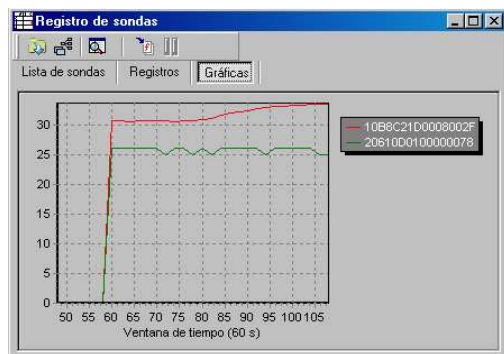 Registro de sondas
Lista de sondas Registros Gráficas
30
25
20
15
10
5
0
50 55 60 65 70 75 80 85 90 95 100 105
Ventana de tiempo (60 s)
10B8C21D0008002F
20610D0100000078